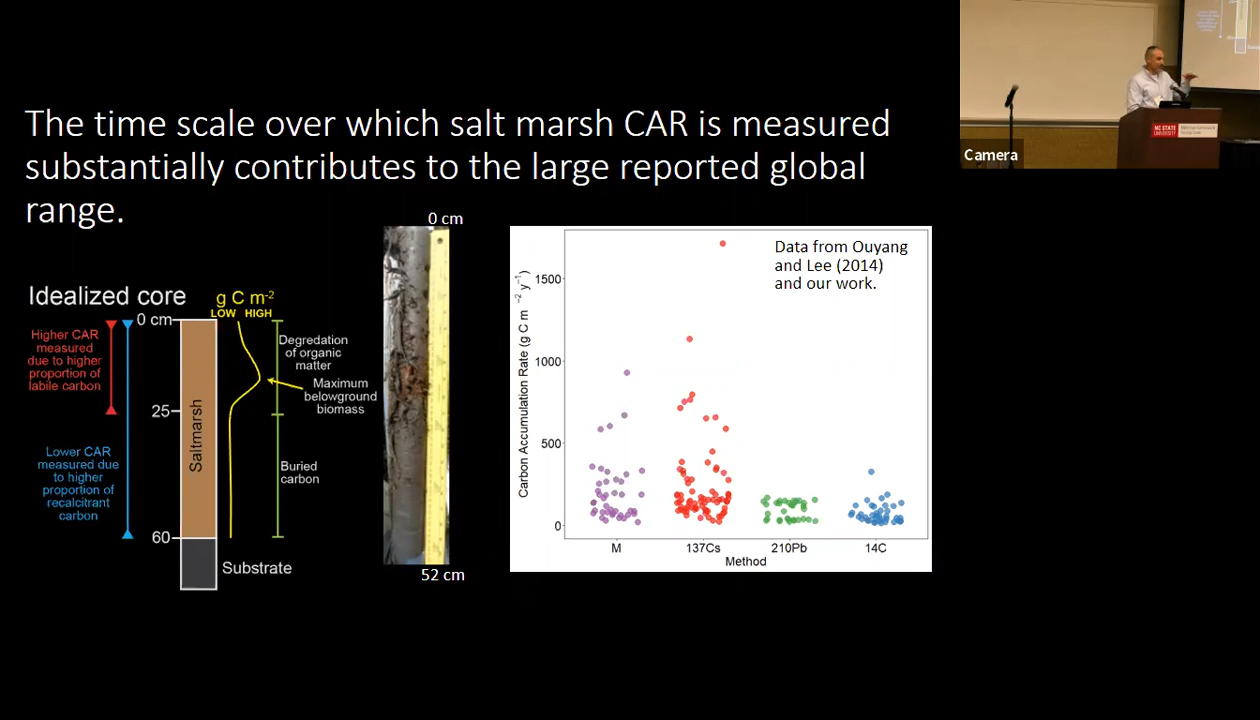 The time scale over which salt marsh CAR is measured
substantially contributes to the large reported global
range.
Camera
NC STATE
UNIVERSITY
Idealized core
g C m-2
LOW HIGH
0 cm
Higher CAR
measured
due to higher
proportion of
labile carbon
25
Lower CAR
measured due
to higher
proportion of
recalcitrant
carbon
60
Saltmarsh
Degredation
of organic
matter
Maximum
belowground
biomass
Buried
carbon
Substrate
0 cm
52 cm
Data from Ouyang
and Lee (2014)
and our work.
Carbon Accumulation Rate (g C m −2 y−1)
1500
1000
500
0
M 137Cs 210Pb 14C
Method